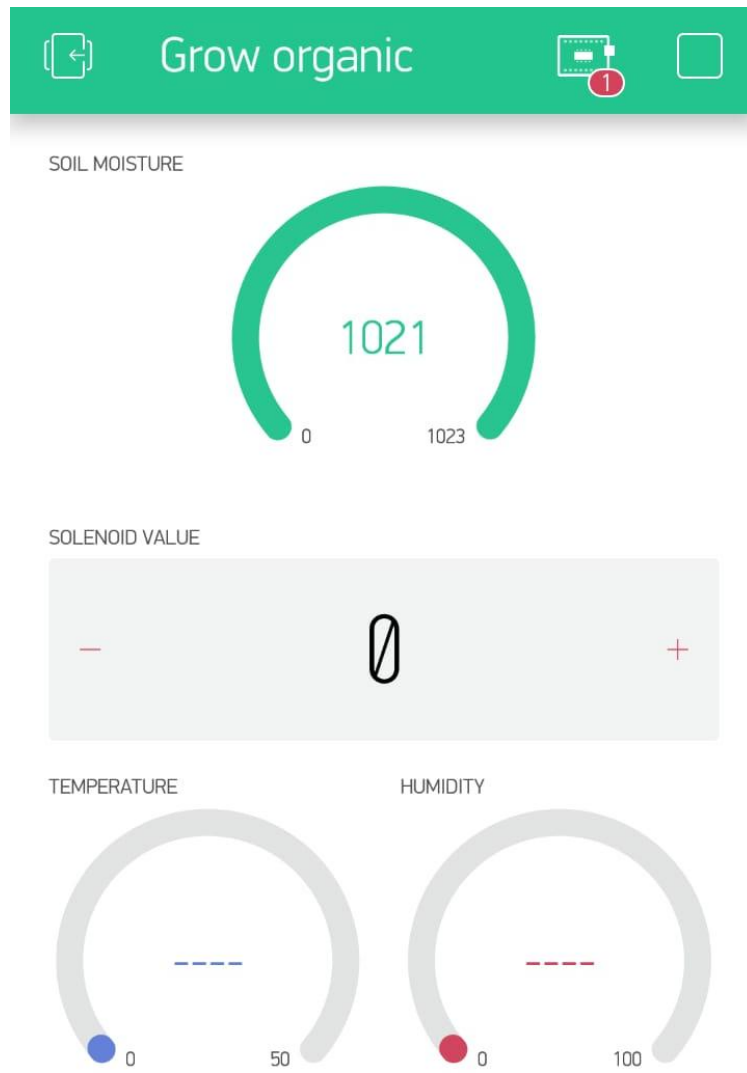 Grow organic
1
SOIL MOISTURE
1021
0 1023
SOLENOID VALUE
− 0 +
TEMPERATURE HUMIDITY
---- ----
0 50 0 100